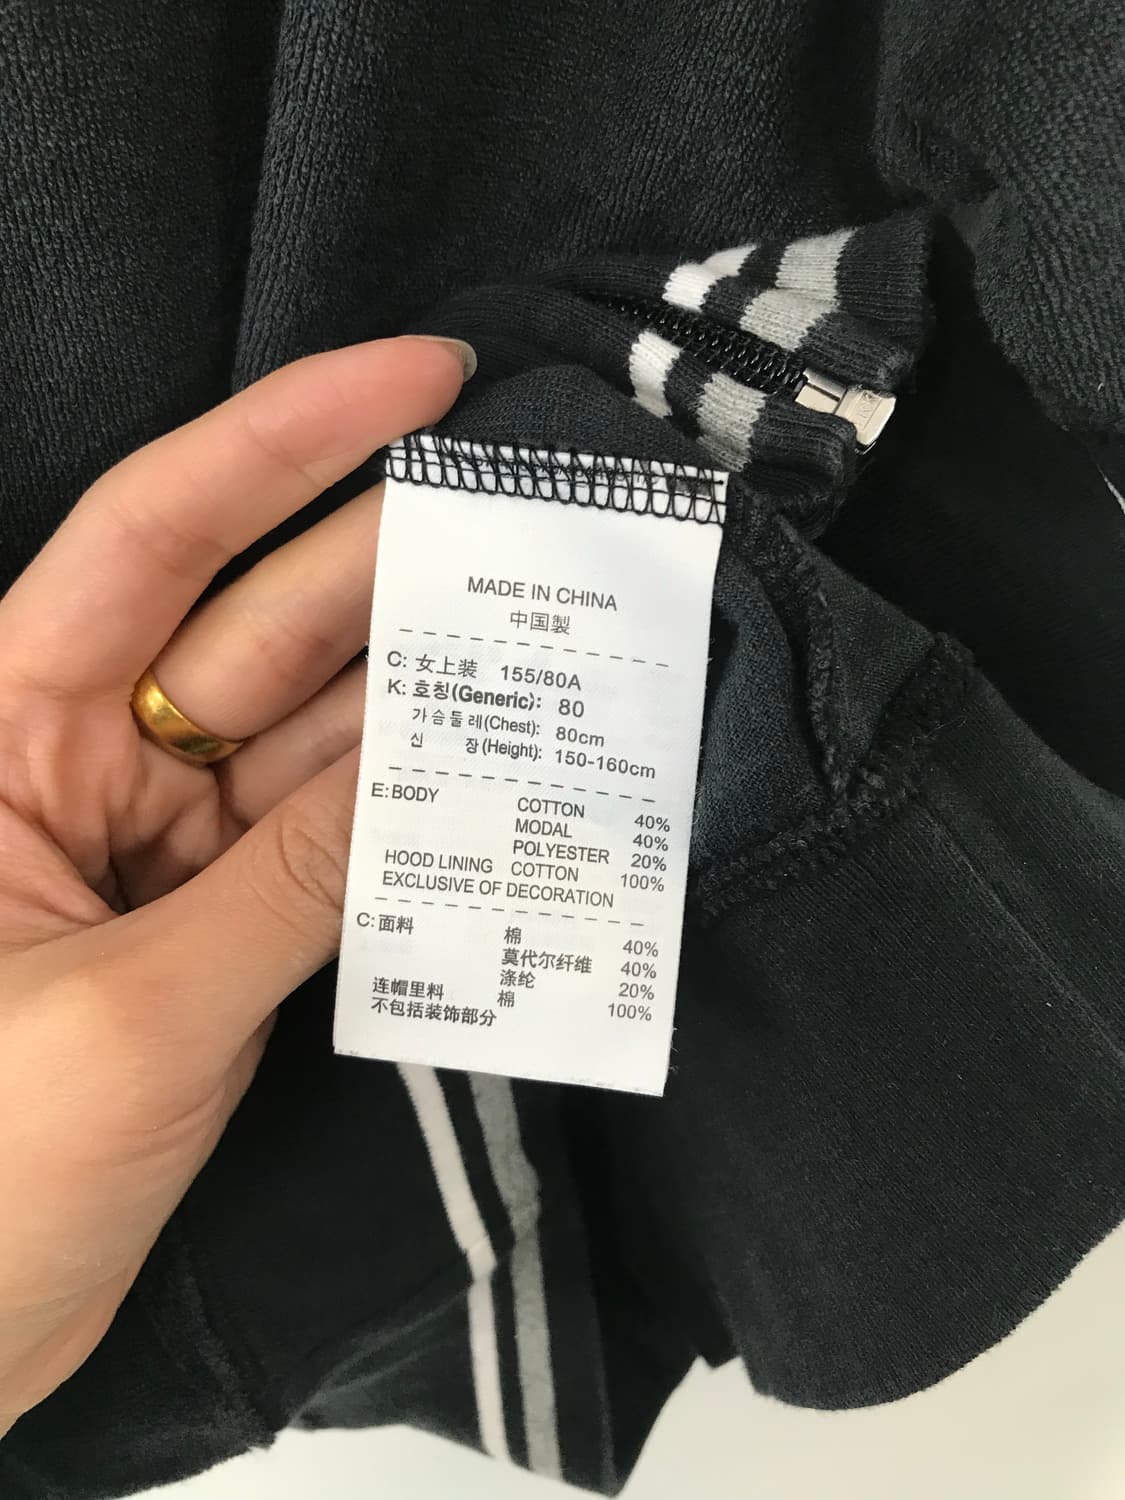 MADE IN CHINA
中国製
C: 女上装 155/80A
K: 호칭(Generic): 80
가슴둘레(Chest): 80cm
신 장(Height): 150-160cm
E: BODY COTTON 40%
MODAL 40%
POLYESTER 20%
HOOD LINING COTTON 100%
EXCLUSIVE OF DECORATION
C: 面料 棉 40%
莫代尔纤维 40%
涤纶 20%
连帽里料 棉 100%
不包括装饰部分